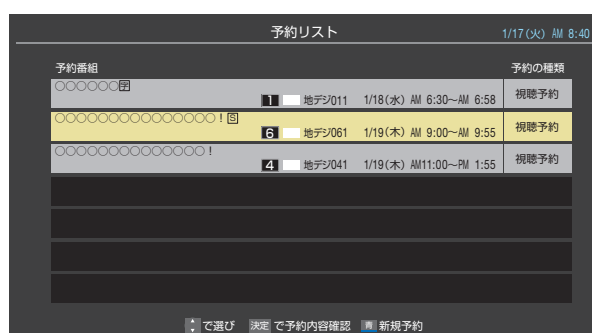 予約リスト
1/17(火) AM 8:40
予約番組 予約の種類
○○○○○○字
1 地デジ011 1/18(水) AM 6:30～AM 6:58 視聴予約
○○○○○○○○○○○○○○○！S
6 地デジ061 1/19(木) AM 9:00～AM 9:55 視聴予約
○○○○○○○○○○○○○○！
4 地デジ041 1/19(木) AM11:00～PM 1:55 視聴予約
で選び 決定 で予約内容確認 青 新規予約